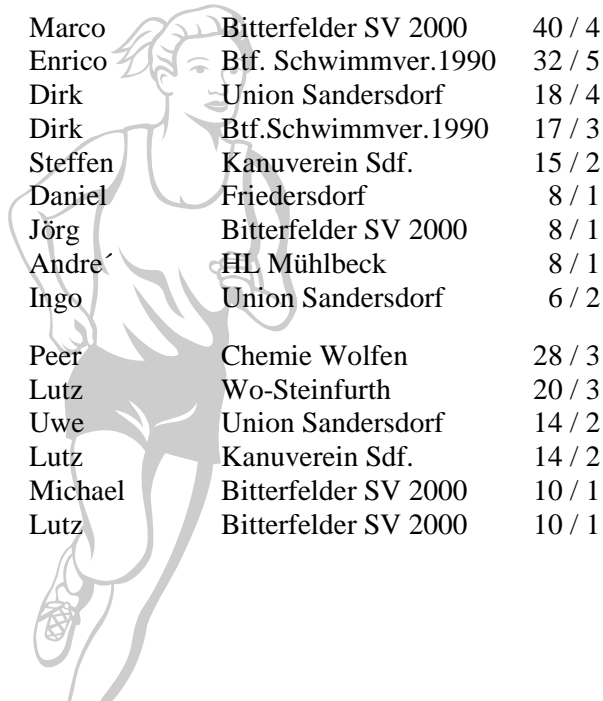 Marco Bitterfelder SV 2000 40 / 4
Enrico Btf. Schwimmver.1990 32 / 5
Dirk Union Sandersdorf 18 / 4
Dirk Btf.Schwimmver.1990 17 / 3
Steffen Kanuverein Sdf. 15 / 2
Daniel Friedersdorf 8 / 1
Jörg Bitterfelder SV 2000 8 / 1
Andre´ HL Mühlbeck 8 / 1
Ingo Union Sandersdorf 6 / 2
Peer Chemie Wolfen 28 / 3
Lutz Wo-Steinfurth 20 / 3
Uwe Union Sandersdorf 14 / 2
Lutz Kanuverein Sdf. 14 / 2
Michael Bitterfelder SV 2000 10 / 1
Lutz Bitterfelder SV 2000 10 / 1